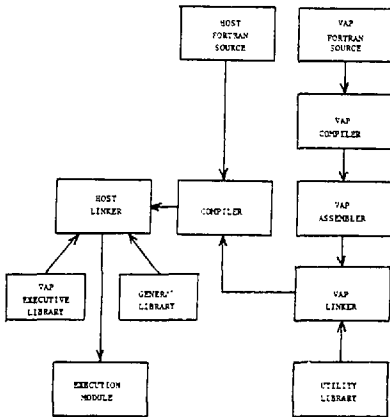 HOST
FORTRAN
SOURCE
VAP
FORTRAN
SOURCE
VAP
COMPILER
HOST
LINKER
COMPILER
VAP
ASSEMBLER
VAP
EXECUTIVE
LIBRARY
GENERAL
LIBRARY
VAP
LINKER
EXECUTION
MODULE
UTILITY
LIBRARY